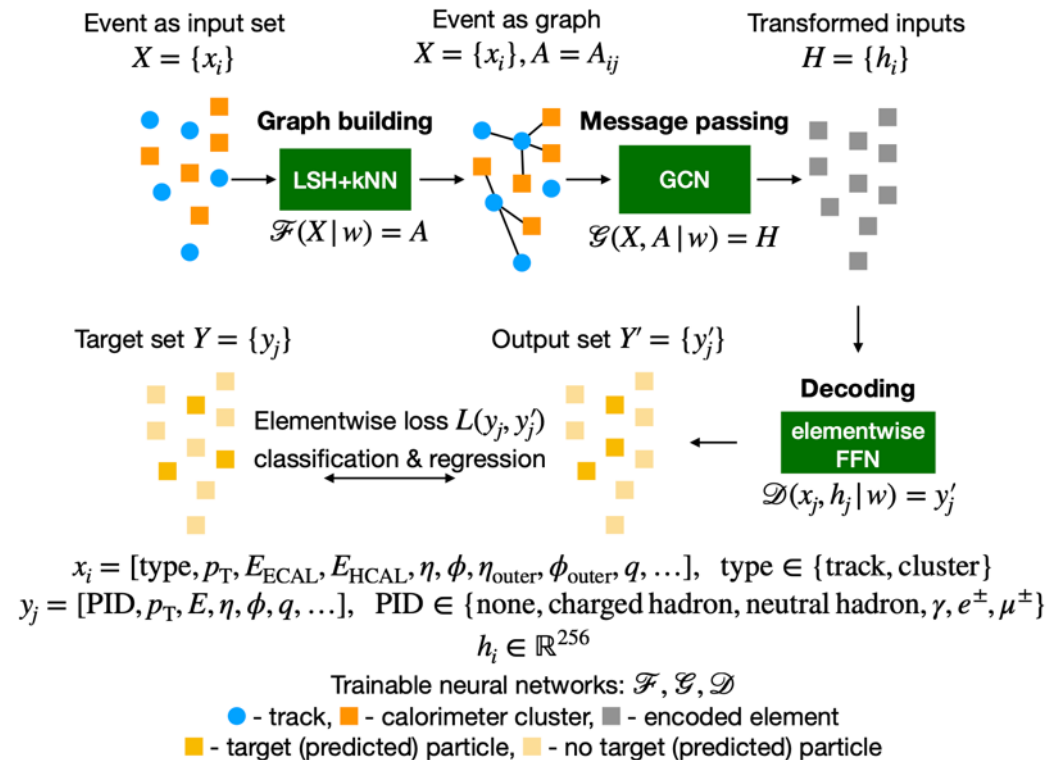 Event as input set
X = {x_i}
Event as graph
X = {x_i}, A = A_ij
Transformed inputs
H = {h_i}
Graph building
LSH+kNN
ℱ(X | w) = A
Message passing
GCN
𝒢(X, A | w) = H
Target set Y = {y_j}
Output set Y′ = {y′_j}
Decoding
elementwise
FFN
𝒟(x_j, h_j | w) = y′_j
Elementwise loss L(y_j, y′_j)
classification & regression
x_i = [type, p_T, E_ECAL, E_HCAL, η, ϕ, η_outer, ϕ_outer, q, …], type ∈ {track, cluster}
y_j = [PID, p_T, E, η, ϕ, q, …], PID ∈ {none, charged hadron, neutral hadron, γ, e^±, μ^±}
h_i ∈ ℝ^256
Trainable neural networks: ℱ, 𝒢, 𝒟
- track, - calorimeter cluster, - encoded element
- target (predicted) particle, - no target (predicted) particle